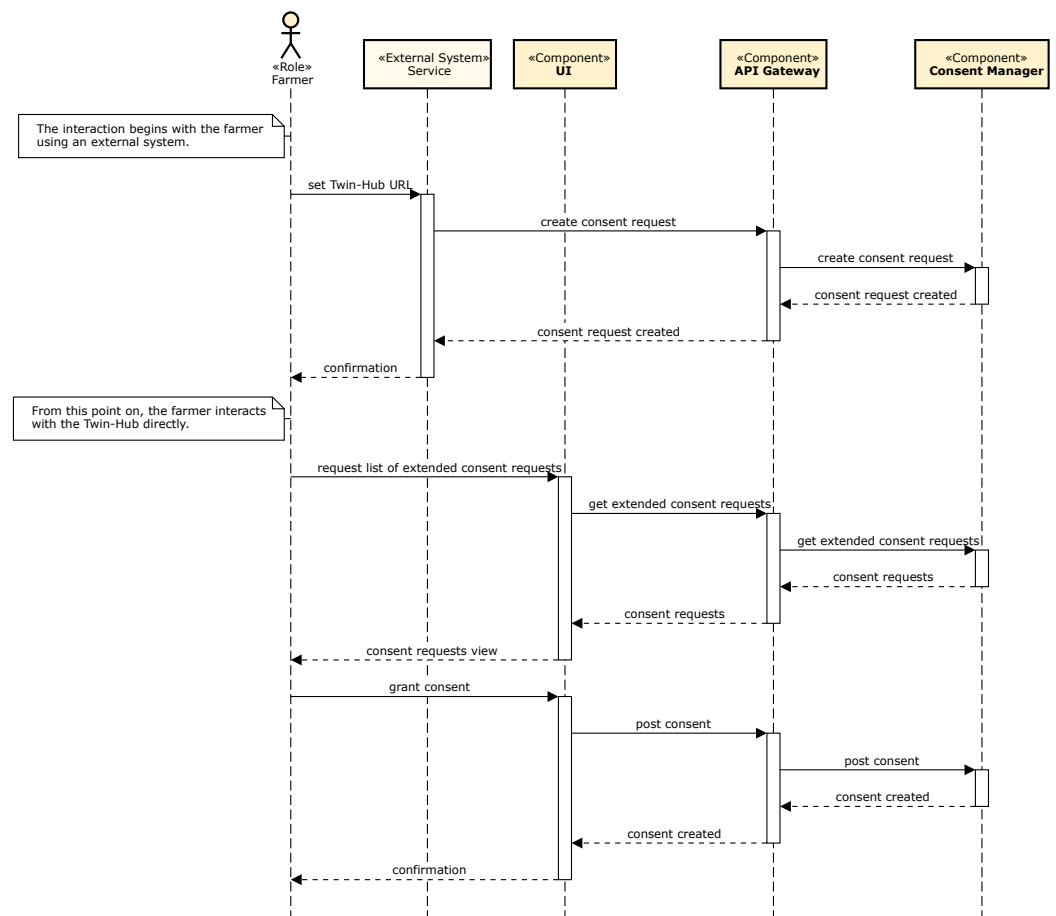 «Role»
Farmer
«External System»
Service
«Component»
UI
«Component»
API Gateway
«Component»
Consent Manager
The interaction begins with the farmer
using an external system.
set Twin-Hub URL
create consent request
create consent request
consent request created
consent request created
confirmation
From this point on, the farmer interacts
with the Twin-Hub directly.
request list of extended consent requests
get extended consent requests
get extended consent requests
consent requests
consent requests
consent requests view
grant consent
post consent
post consent
consent created
consent created
confirmation